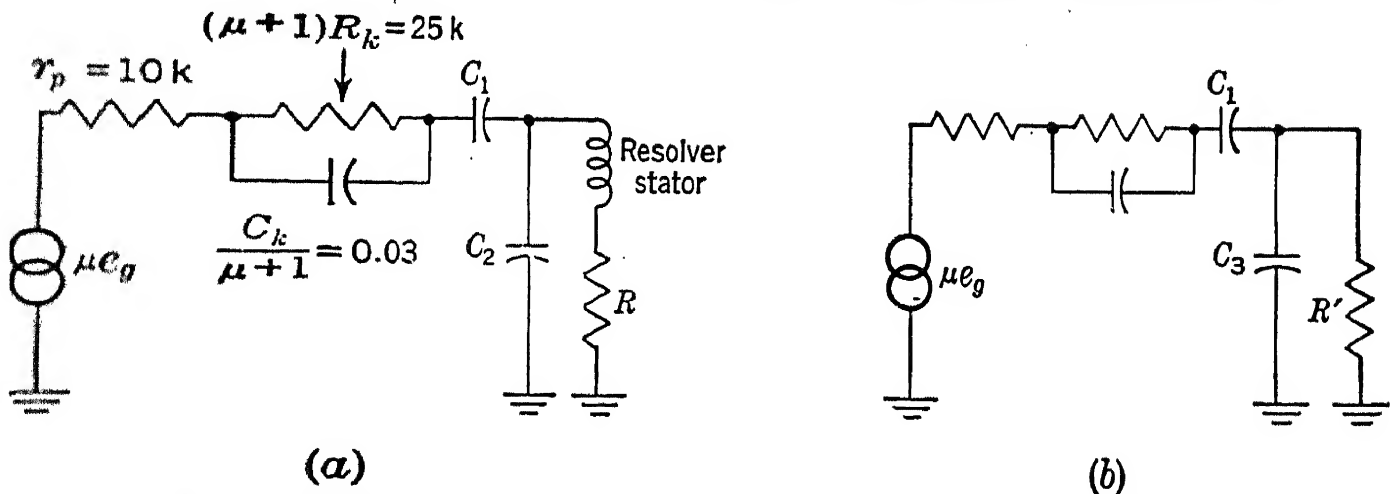 (μ + 1)R_k = 25 k
r_p = 10 k
C_1
Resolver
stator
μe_g
C_k
μ + 1
= 0.03
C_2
R
(a)
C_1
μe_g
C_3
R′
(b)